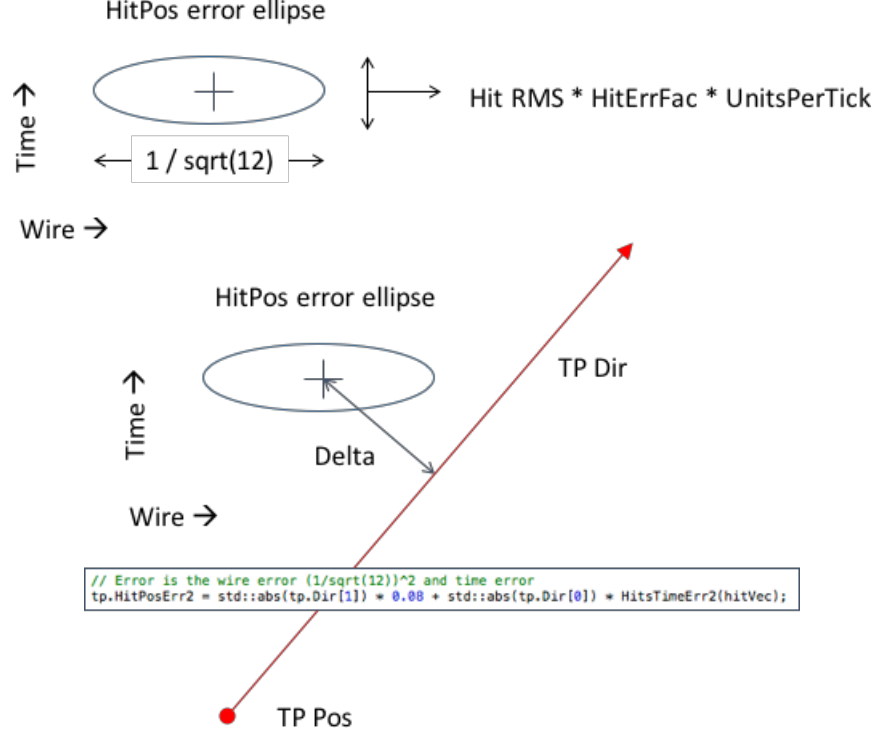 HitPos error ellipse
Time →
Hit RMS * HitErrFac * UnitsPerTick
1 / sqrt(12)
Wire →
HitPos error ellipse
TP Dir
Time →
Delta
Wire →
// Error is the wire error (1/sqrt(12))^2 and time error
tp.HitPosErr2 = std::abs(tp.Dir[1]) * 0.08 + std::abs(tp.Dir[0]) * HitsTimeErr2(hitVec);
TP Pos